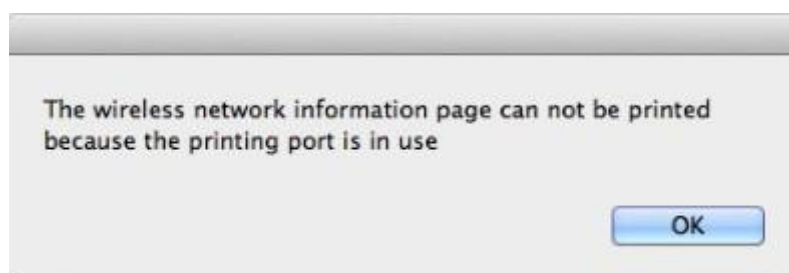 The wireless network information page can not be printed
because the printing port is in use
OK